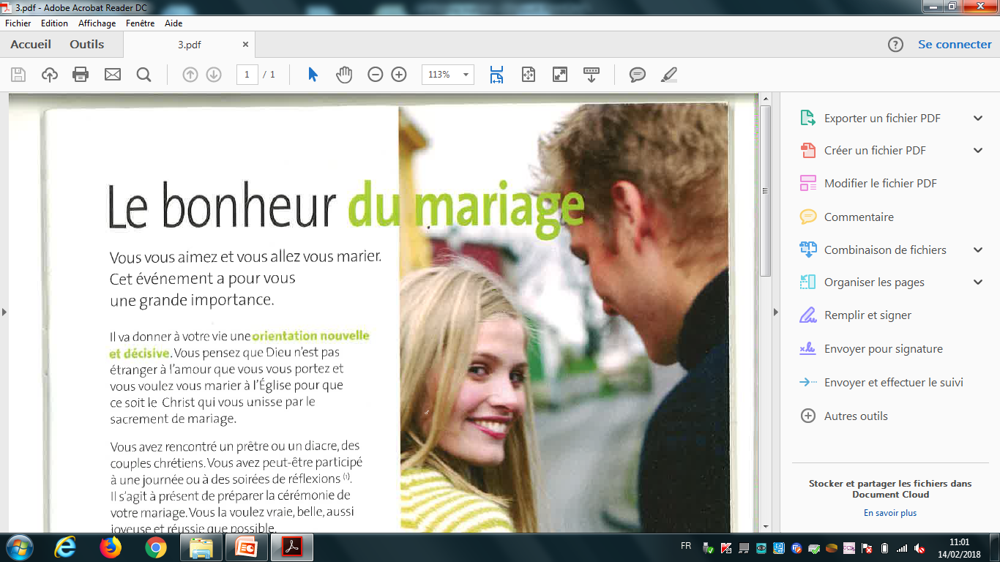 3.pdf - Adobe Acrobat Reader DC
Fichier Edition Affichage Fenêtre Aide
Accueil Outils 3.pdf × ? Se connecter
1 / 1 113%
Le bonheur du mariage
Vous vous aimez et vous allez vous marier.
Cet événement a pour vous
une grande importance.
Il va donner à votre vie une orientation nouvelle
et décisive. Vous pensez que Dieu n'est pas
étranger à l'amour que vous vous portez et
vous voulez vous marier à l'Église pour que
ce soit le Christ qui vous unisse par le
sacrement de mariage.
Vous avez rencontré un prêtre ou un diacre, des
couples chrétiens. Vous avez peut-être participé
à une journée ou à des soirées de réflexions (1).
Il s'agit à présent de préparer la cérémonie de
votre mariage. Vous la voulez vraie, belle, aussi
joyeuse et réussie que possible.
Exporter un fichier PDF
Créer un fichier PDF
Modifier le fichier PDF
Commentaire
Combinaison de fichiers
Organiser les pages
Remplir et signer
Envoyer pour signature
Envoyer et effectuer le suivi
Autres outils
Stocker et partager les fichiers dans
Document Cloud
En savoir plus
FR
11:01
14/02/2018